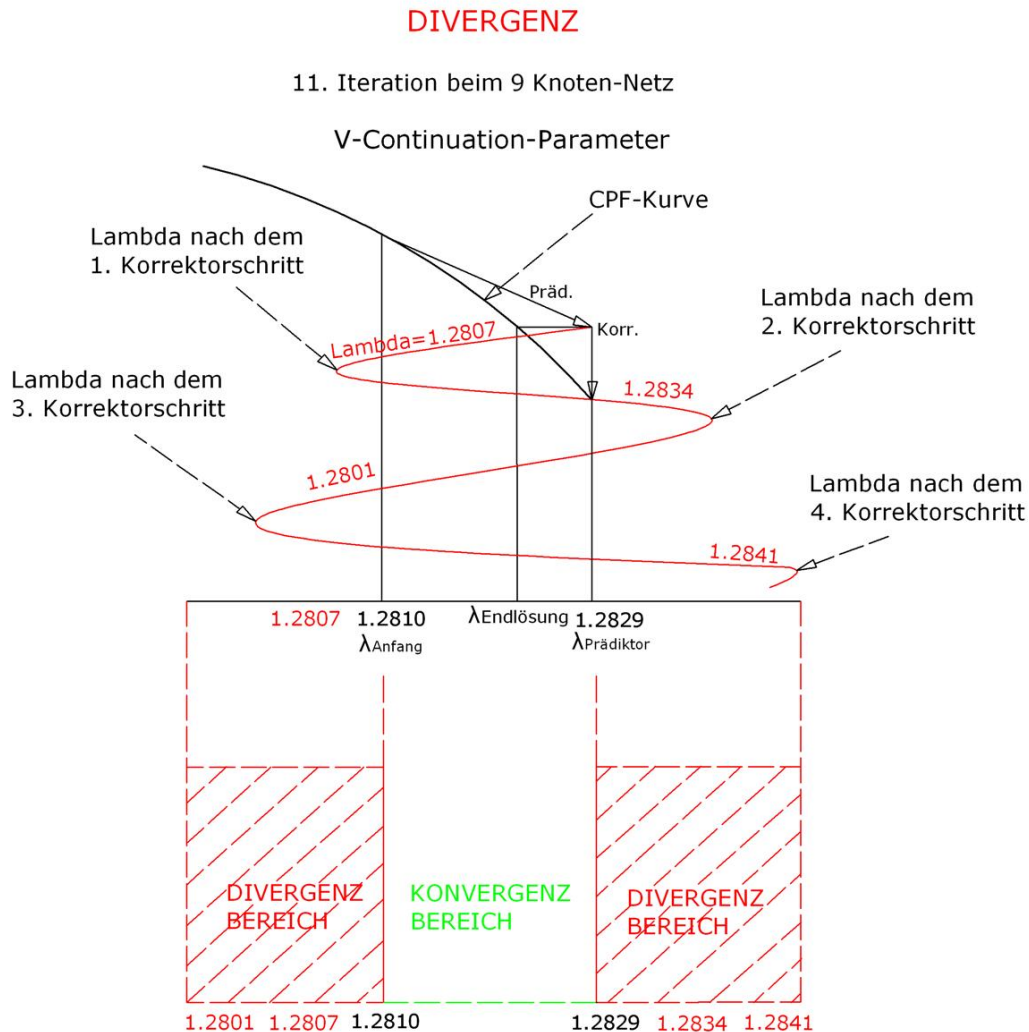 DIVERGENZ
11. Iteration beim 9 Knoten-Netz
V-Continuation-Parameter
CPF-Kurve
Lambda nach dem
1. Korrektorschritt
Präd.
Lambda nach dem
2. Korrektorschritt
Korr.
Lambda=1.2807
Lambda nach dem
3. Korrektorschritt
1.2834
1.2801
Lambda nach dem
4. Korrektorschritt
1.2841
1.2807 1.2810 λEndlösung 1.2829
λAnfang λPrädiktor
DIVERGENZ KONVERGENZ DIVERGENZ
BEREICH BEREICH BEREICH
1.2801 1.2807 1.2810 1.2829 1.2834 1.2841